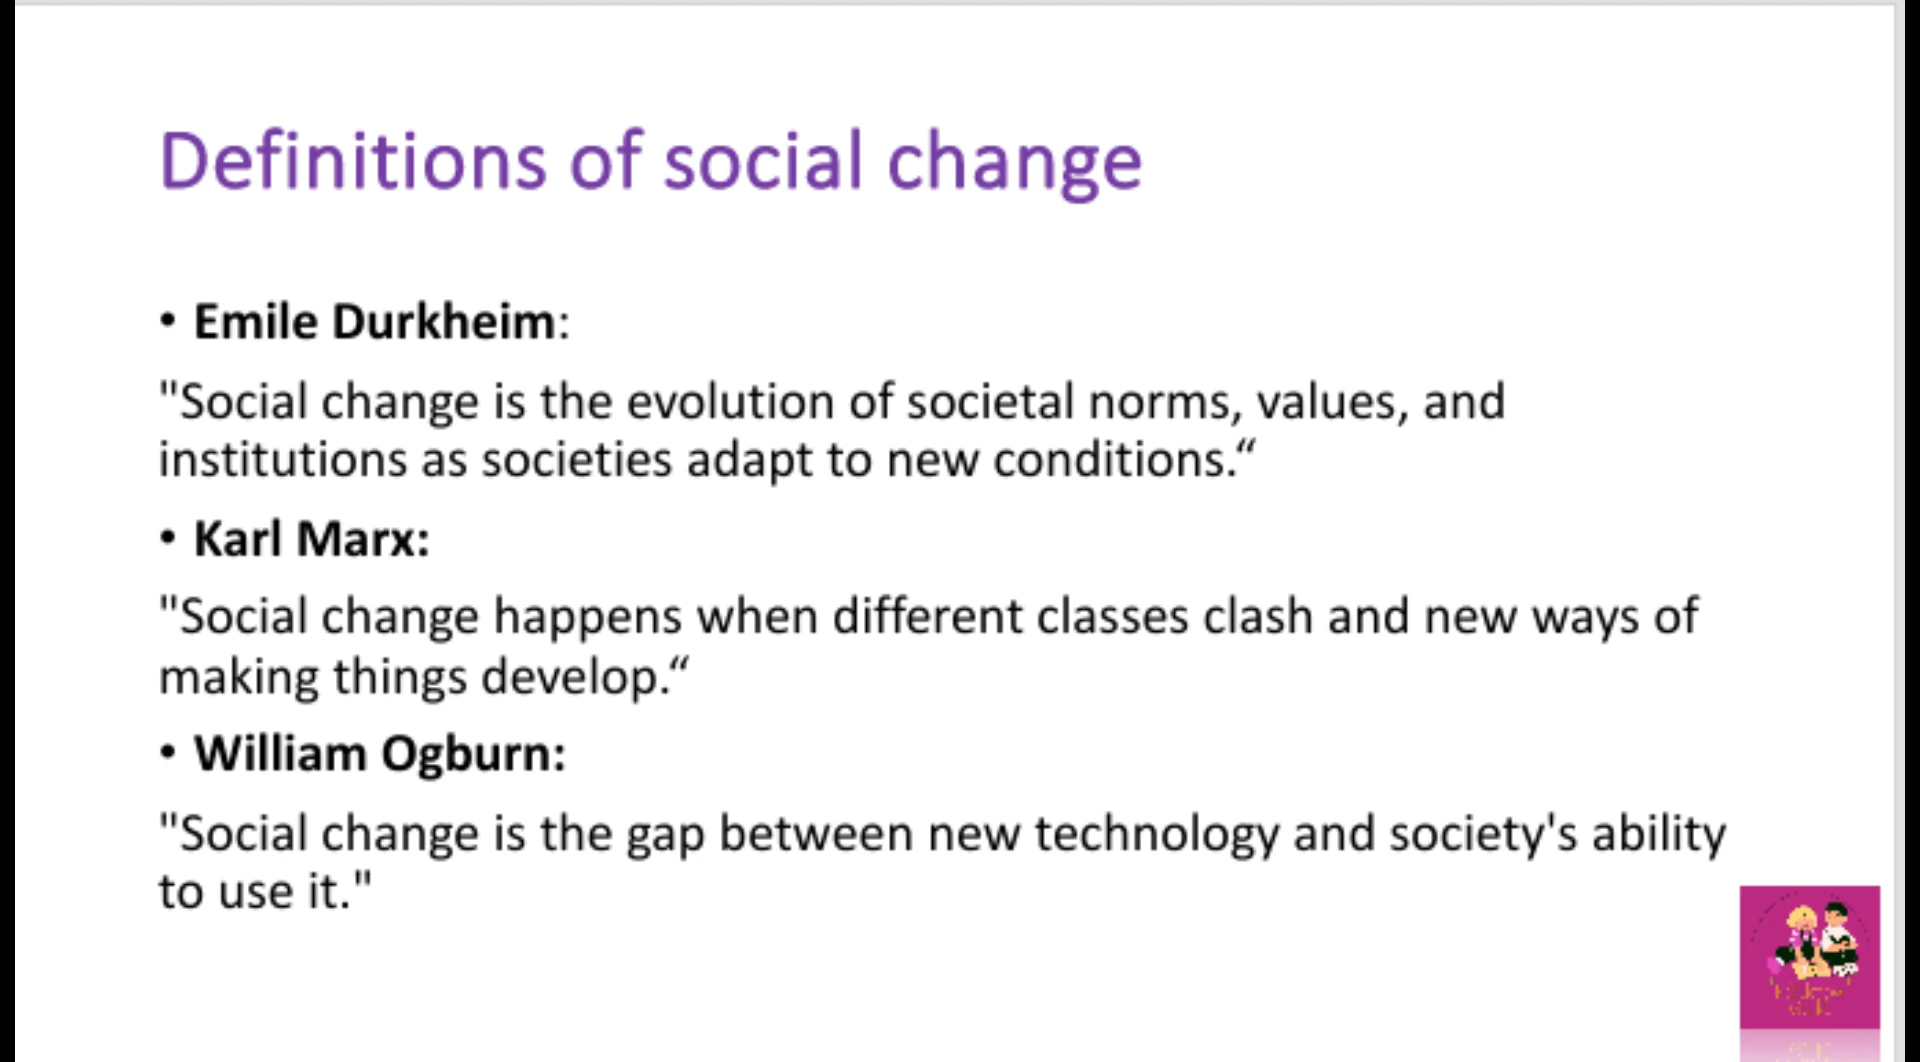 Definitions of social change
• Emile Durkheim:
"Social change is the evolution of societal norms, values, and
institutions as societies adapt to new conditions.“
• Karl Marx:
"Social change happens when different classes clash and new ways of
making things develop.“
• William Ogburn:
"Social change is the gap between new technology and society's ability
to use it."